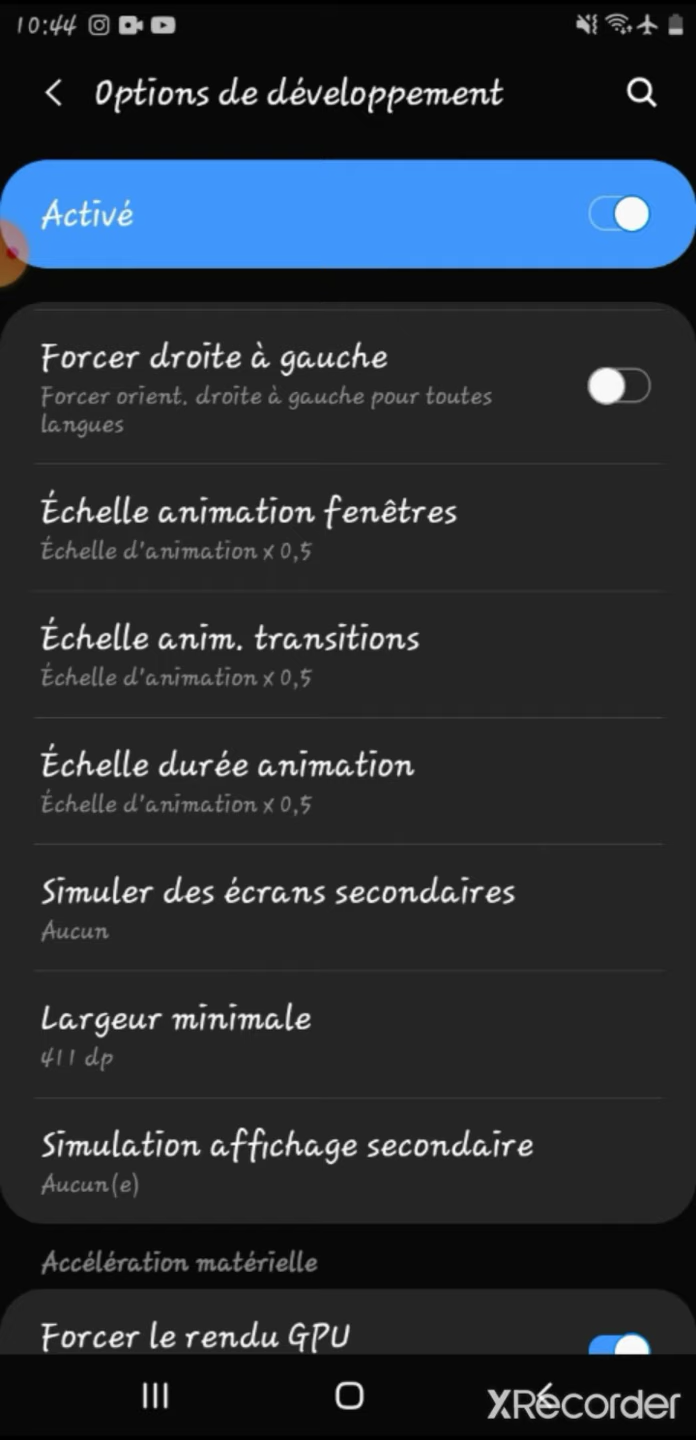 10:44
Options de développement
Activé
Forcer droite à gauche
Forcer orient. droite à gauche pour toutes
langues
Échelle animation fenêtres
Échelle d'animation x 0,5
Échelle anim. transitions
Échelle d'animation x 0,5
Échelle durée animation
Échelle d'animation x 0,5
Simuler des écrans secondaires
Aucun
Largeur minimale
411 dp
Simulation affichage secondaire
Aucun(e)
Accélération matérielle
Forcer le rendu GPU
XRecorder